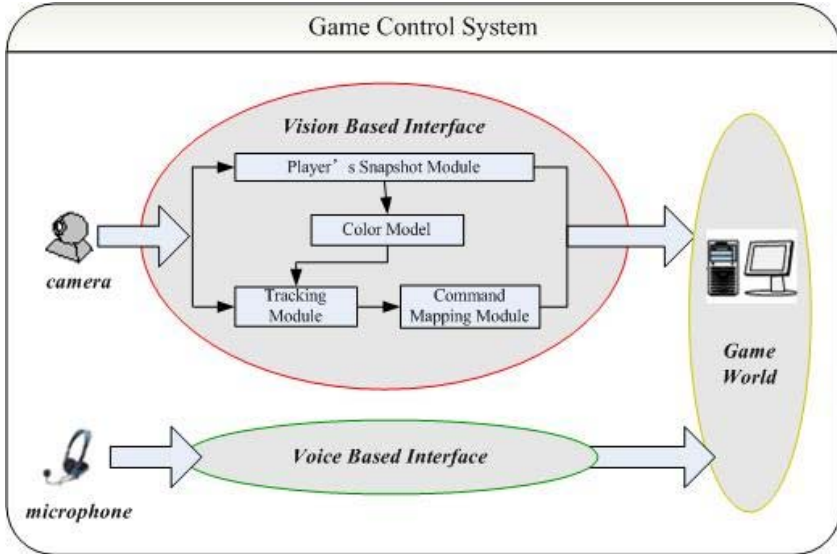 Game Control System
Vision Based Interface
Player’s Snapshot Module
Color Model
camera
Tracking
Module
Command
Mapping Module
Game
World
Voice Based Interface
microphone